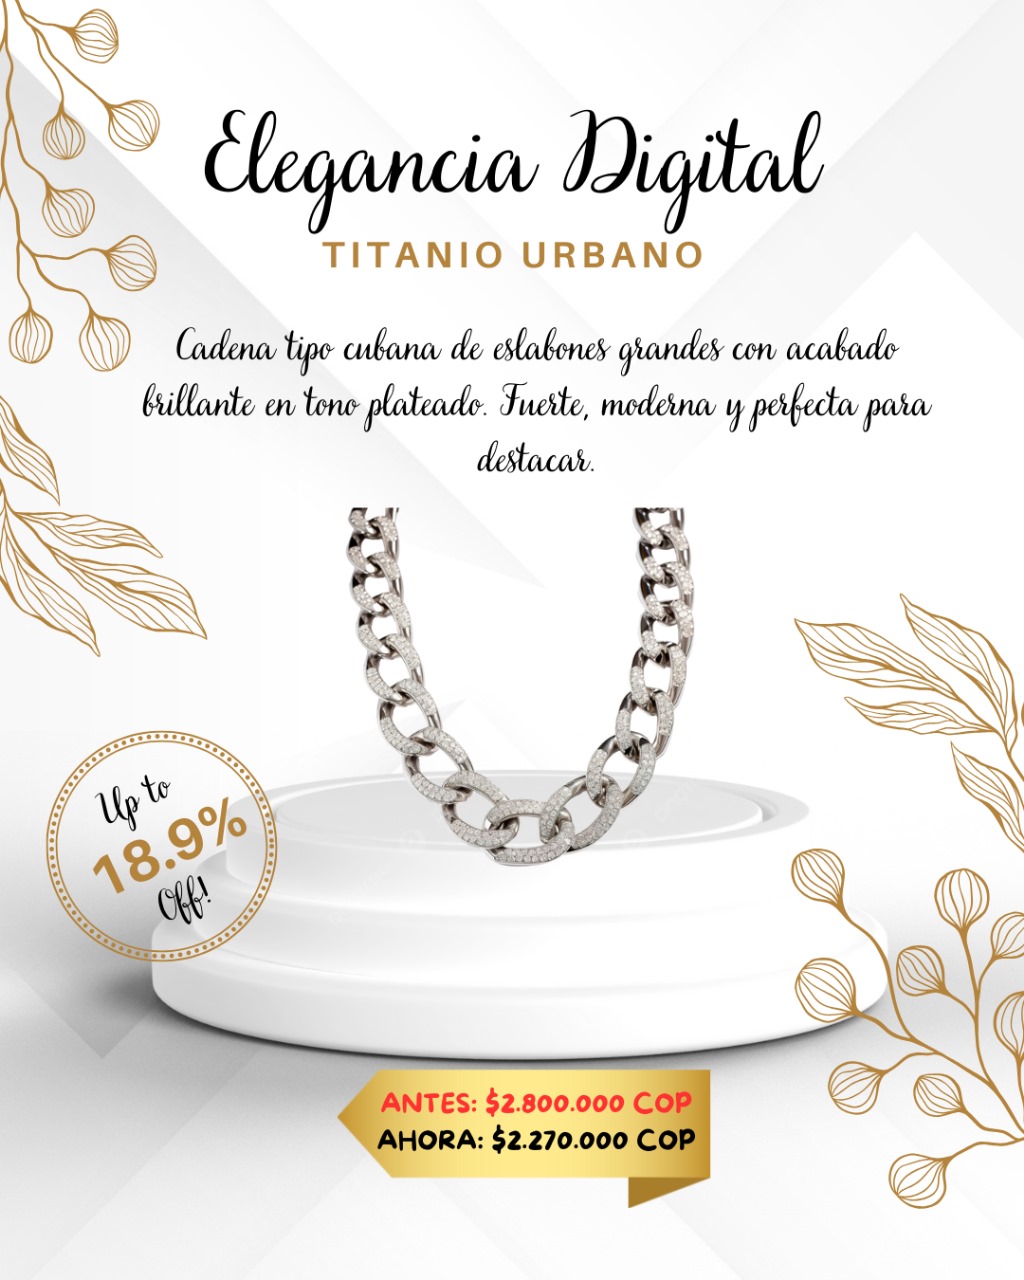 Elegancia Digital
TITANIO URBANO
Cadena tipo cubana de eslabones grandes con acabado
brillante en tono plateado. Fuerte, moderna y perfecta para
destacar.
Up to
18.9%
Off!
ANTES: $2.800.000 COP
AHORA: $2.270.000 COP